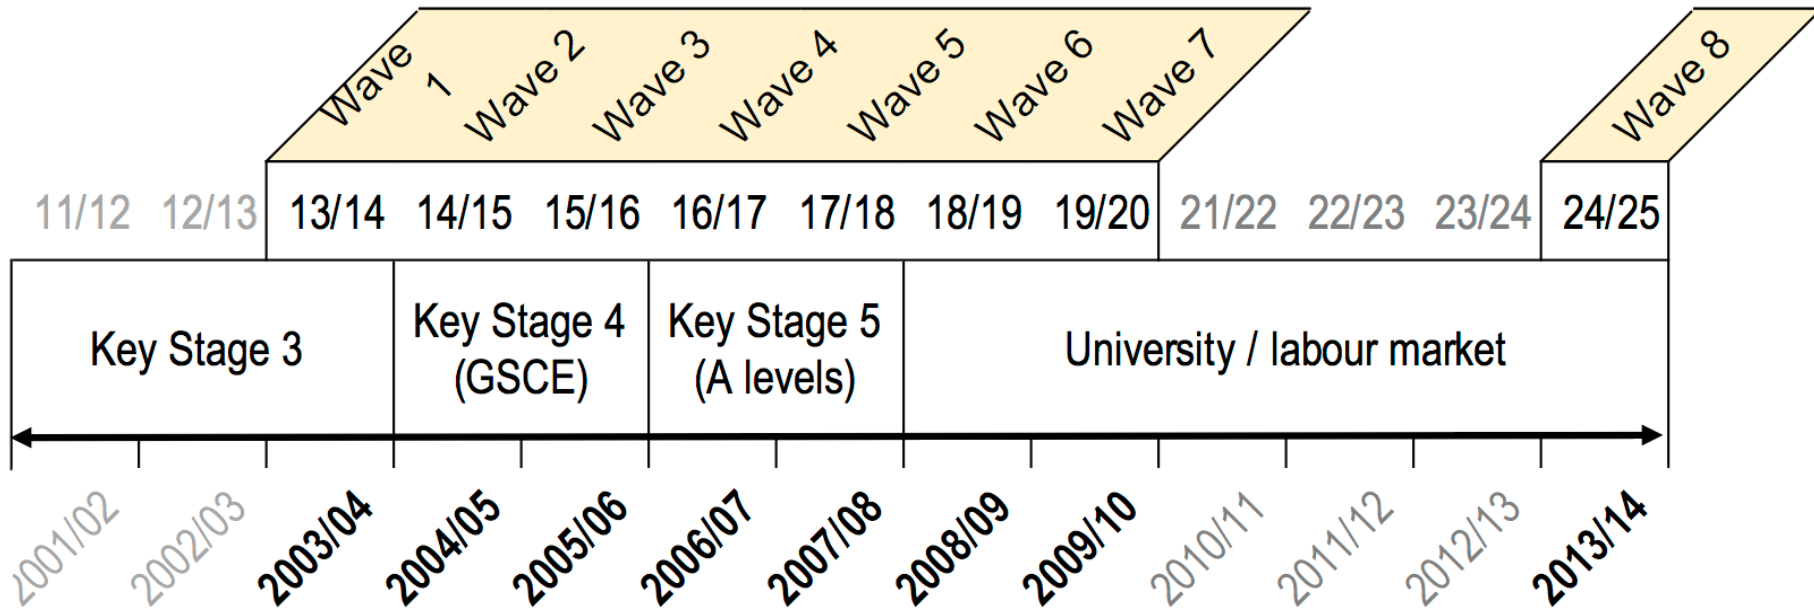 Wave
1
Wave 2
Wave 3
Wave 4
Wave 5
Wave 6
Wave 7
Wave 8
11/12 12/13 13/14 14/15 15/16 16/17 17/18 18/19 19/20 21/22 22/23 23/24 24/25
Key Stage 3
Key Stage 4
(GSCE)
Key Stage 5
(A levels)
University / labour market
2001/02
2002/03
2003/04
2004/05
2005/06
2006/07
2007/08
2008/09
2009/10
2010/11
2011/12
2012/13
2013/14